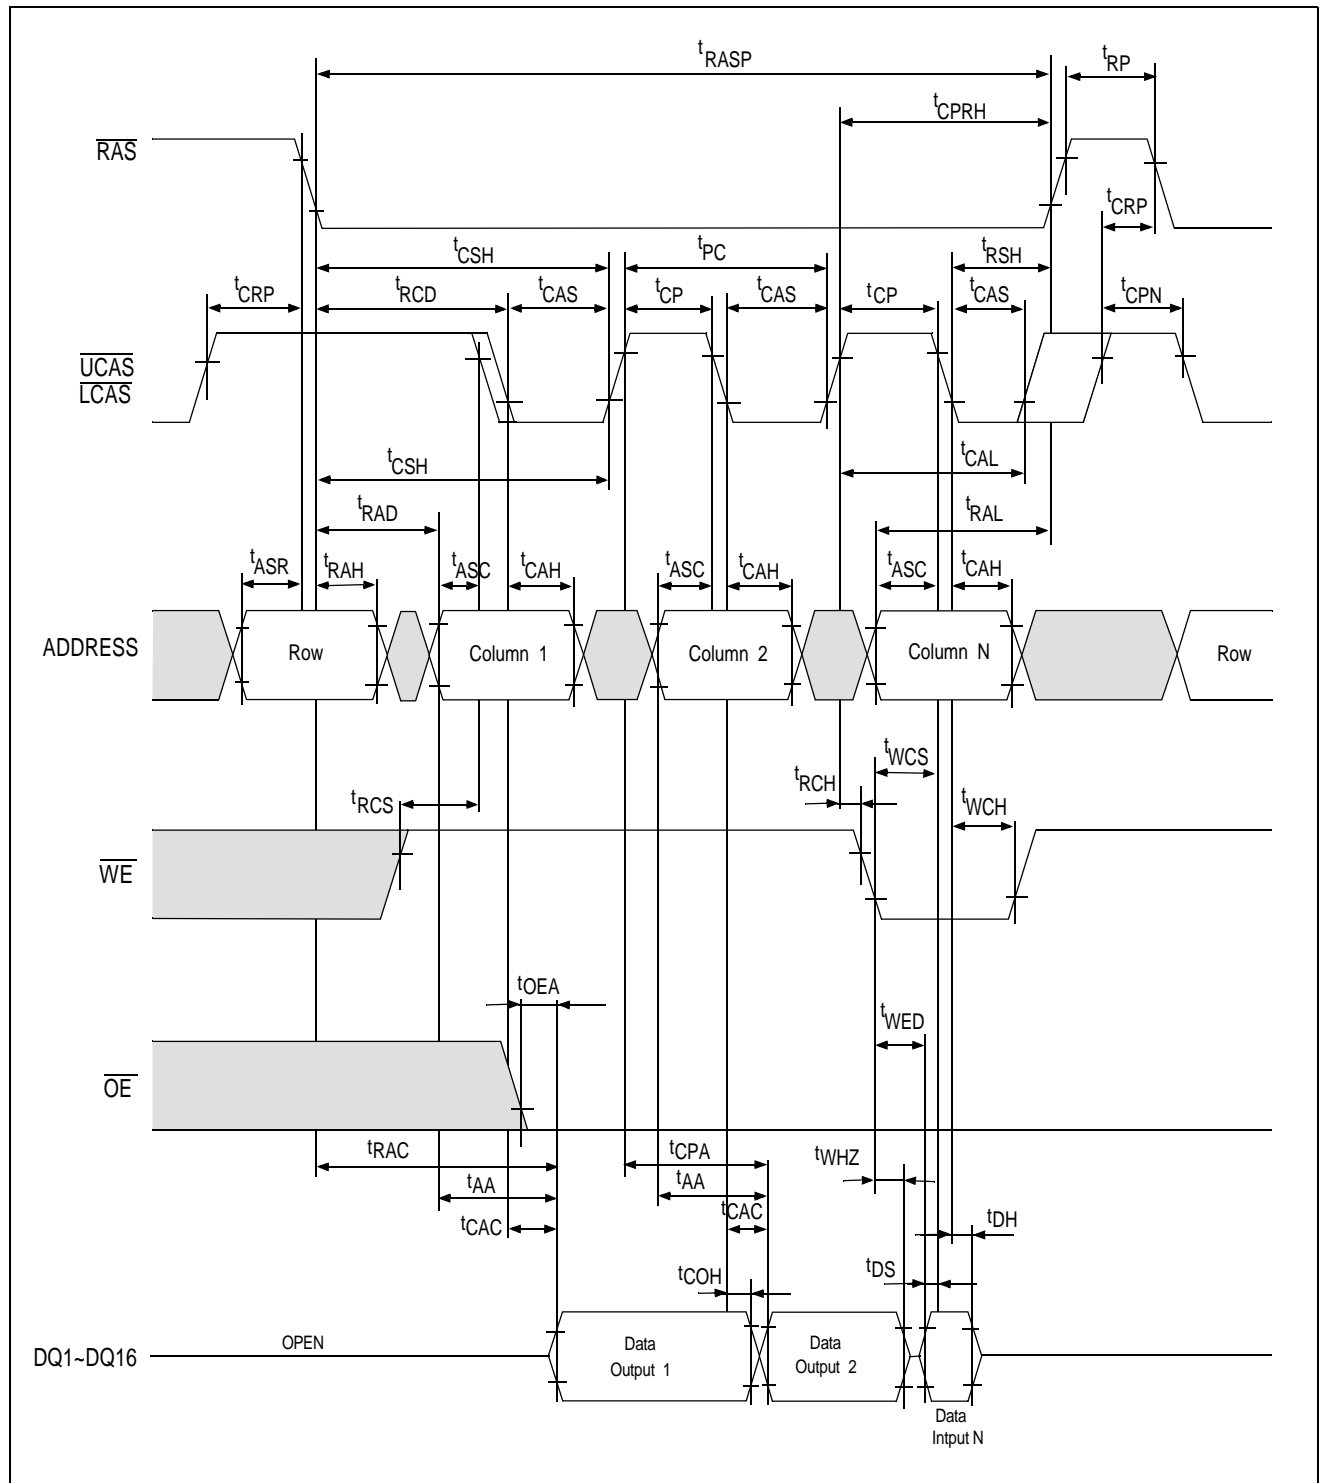 tRASP
tRP
tCPRH
RAS
tCRP
tCSH
tPC
tRSH
tCRP
tRCD
tCAS
tCP
tCAS
tCP
tCAS
tCPN
UCAS
LCAS
tCSH
tCAL
tRAD
tRAL
tASR
tRAH
tASC
tCAH
tASC
tCAH
tASC
tCAH
ADDRESS
Row
Column 1
Column 2
Column N
Row
tWCS
tRCH
tRCS
tWCH
WE
tOEA
tWED
OE
tRAC
tCPA
tWHZ
tAA
tAA
tCAC
tCAC
tDH
tCOH
tDS
DQ1~DQ16
OPEN
Data
Output 1
Data
Output 2
Data
Intput N